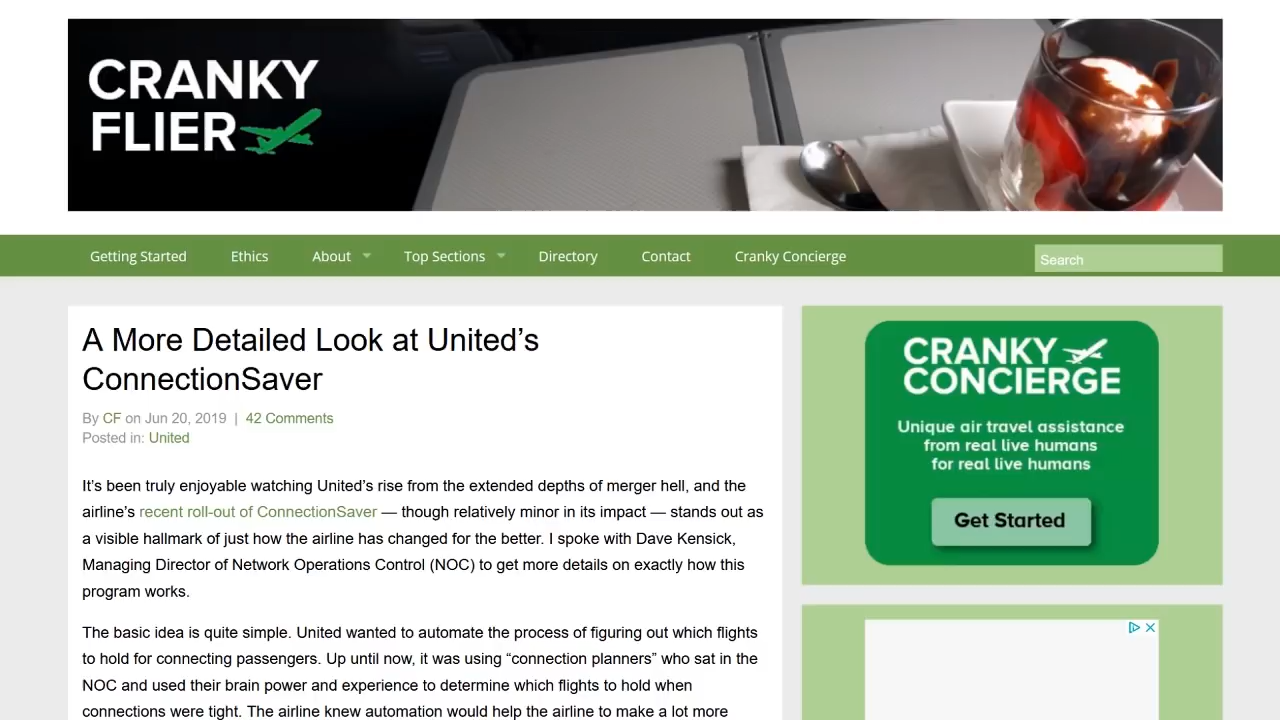 CRANKY
FLIER
Getting Started Ethics About Top Sections Directory Contact Cranky Concierge Search
A More Detailed Look at United’s
ConnectionSaver
By CF on Jun 20, 2019 | 42 Comments
Posted in: United
It’s been truly enjoyable watching United’s rise from the extended depths of merger hell, and the
airline’s recent roll-out of ConnectionSaver — though relatively minor in its impact — stands out as
a visible hallmark of just how the airline has changed for the better. I spoke with Dave Kensick,
Managing Director of Network Operations Control (NOC) to get more details on exactly how this
program works.
The basic idea is quite simple. United wanted to automate the process of figuring out which flights
to hold for connecting passengers. Up until now, it was using “connection planners” who sat in the
NOC and used their brain power and experience to determine which flights to hold when
connections were tight. The airline knew automation would help the airline to make a lot more
CRANKY
CONCIERGE
Unique air travel assistance
from real live humans
for real live humans
Get Started